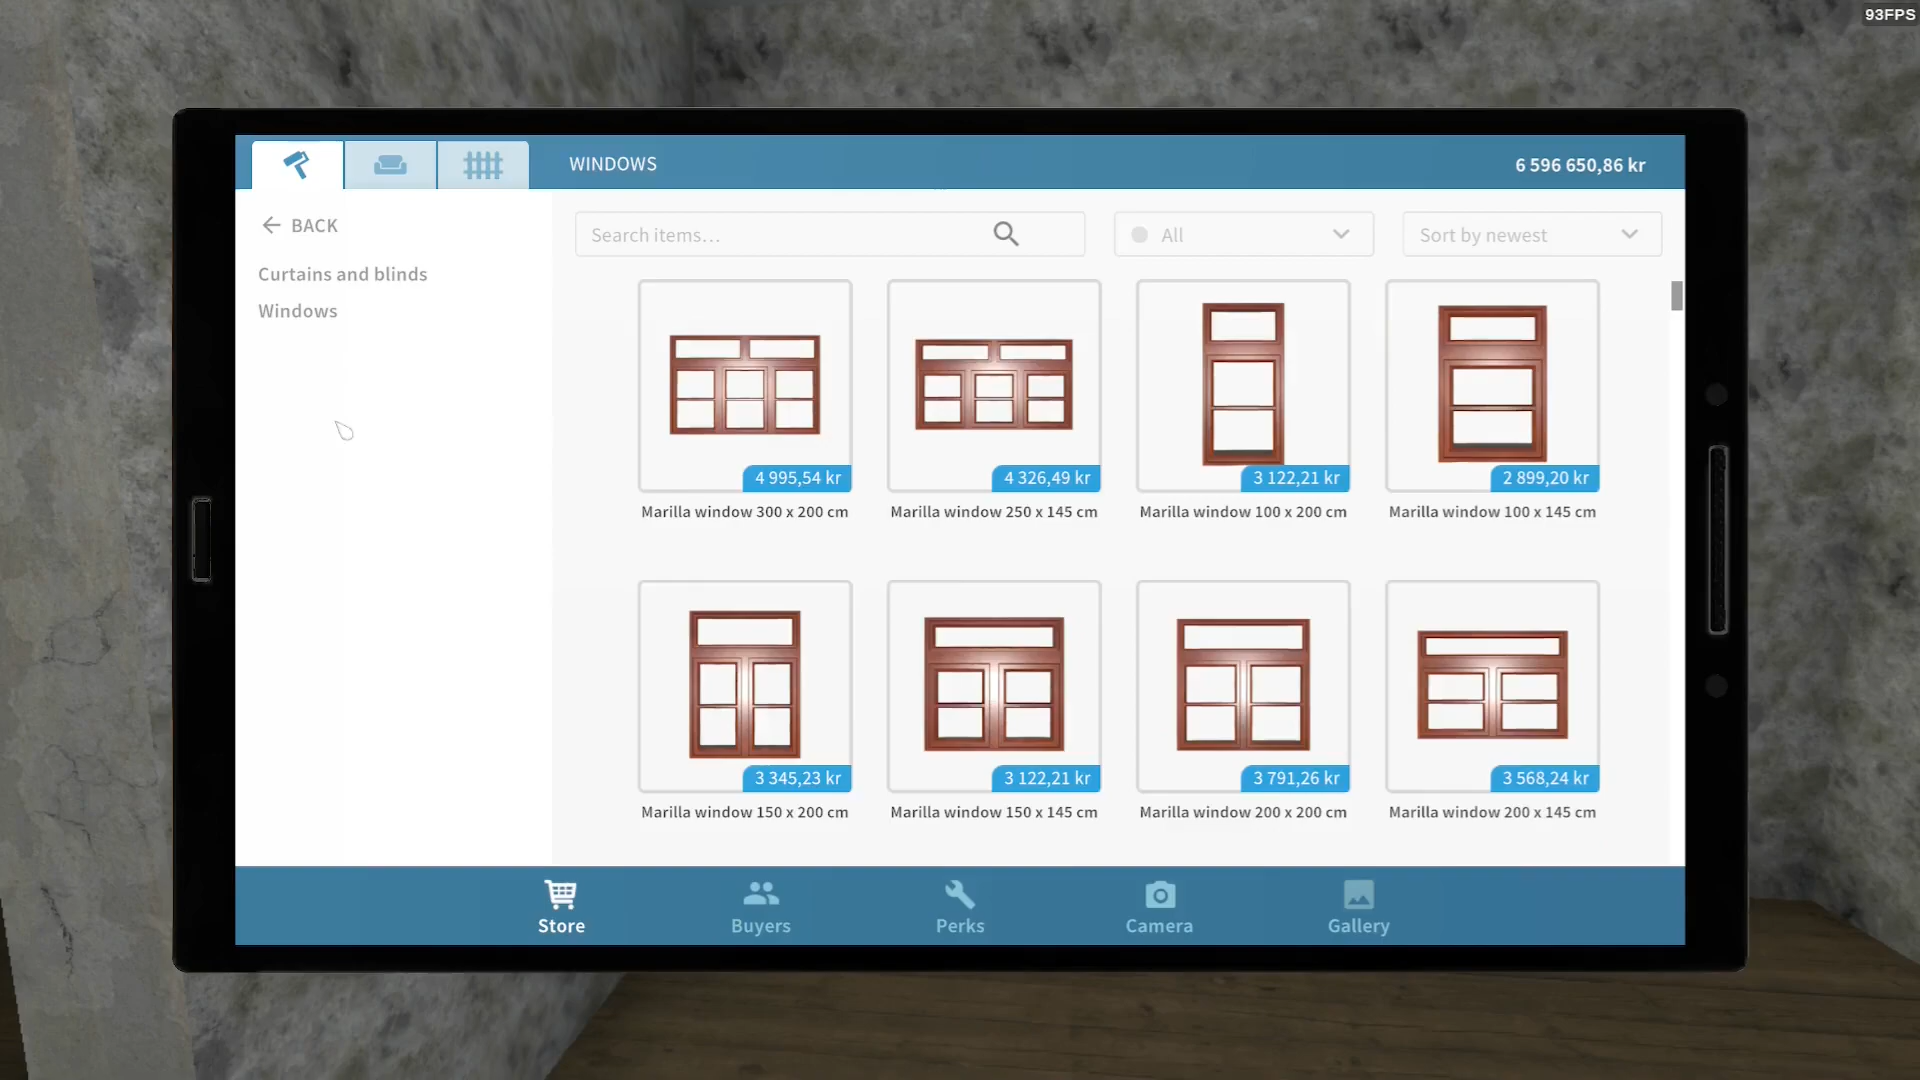 93FPS
WINDOWS
6 596 650,86 kr
BACK
Search items...
All
Sort by newest
Curtains and blinds
Windows
4 995,54 kr
4 326,49 kr
3 122,21 kr
2 899,20 kr
Marilla window 300 x 200 cm
Marilla window 250 x 145 cm
Marilla window 100 x 200 cm
Marilla window 100 x 145 cm
3 345,23 kr
3 122,21 kr
3 791,26 kr
3 568,24 kr
Marilla window 150 x 200 cm
Marilla window 150 x 145 cm
Marilla window 200 x 200 cm
Marilla window 200 x 145 cm
Store
Buyers
Perks
Camera
Gallery